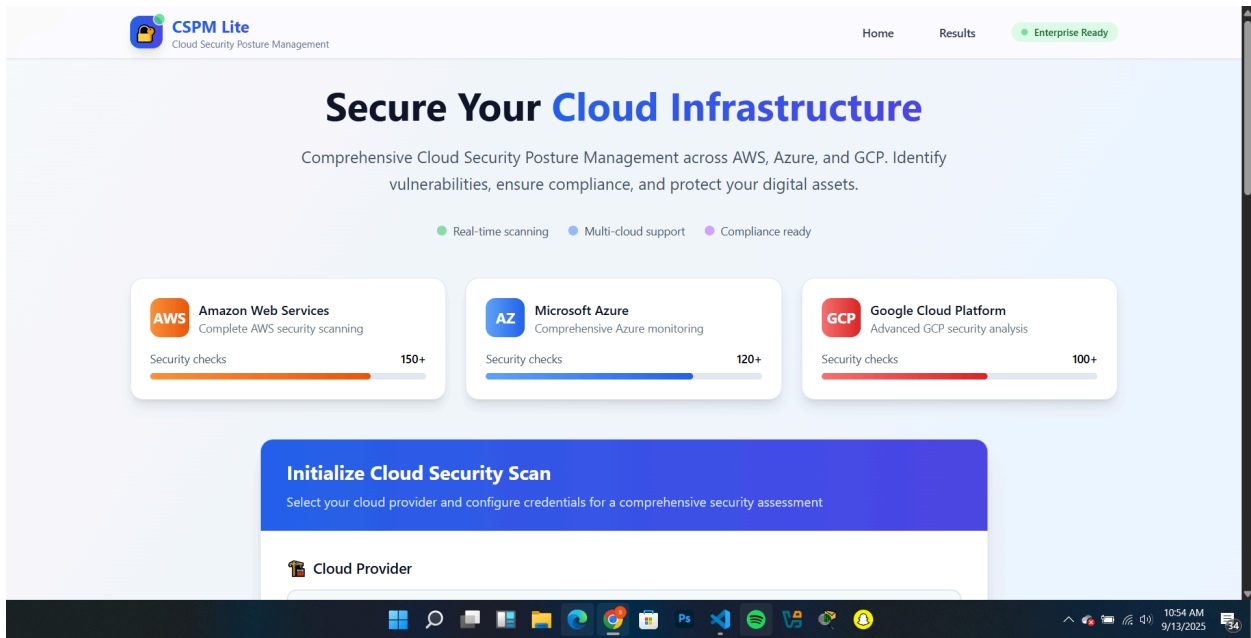 CSPM Lite
Cloud Security Posture Management
Home
Results
Enterprise Ready
Secure Your Cloud Infrastructure
Comprehensive Cloud Security Posture Management across AWS, Azure, and GCP. Identify
vulnerabilities, ensure compliance, and protect your digital assets.
Real-time scanning
Multi-cloud support
Compliance ready
AWS
Amazon Web Services
Complete AWS security scanning
Security checks
150+
AZ
Microsoft Azure
Comprehensive Azure monitoring
Security checks
120+
GCP
Google Cloud Platform
Advanced GCP security analysis
Security checks
100+
Initialize Cloud Security Scan
Select your cloud provider and configure credentials for a comprehensive security assessment
Cloud Provider
Ps
10:54 AM
9/13/2025
34